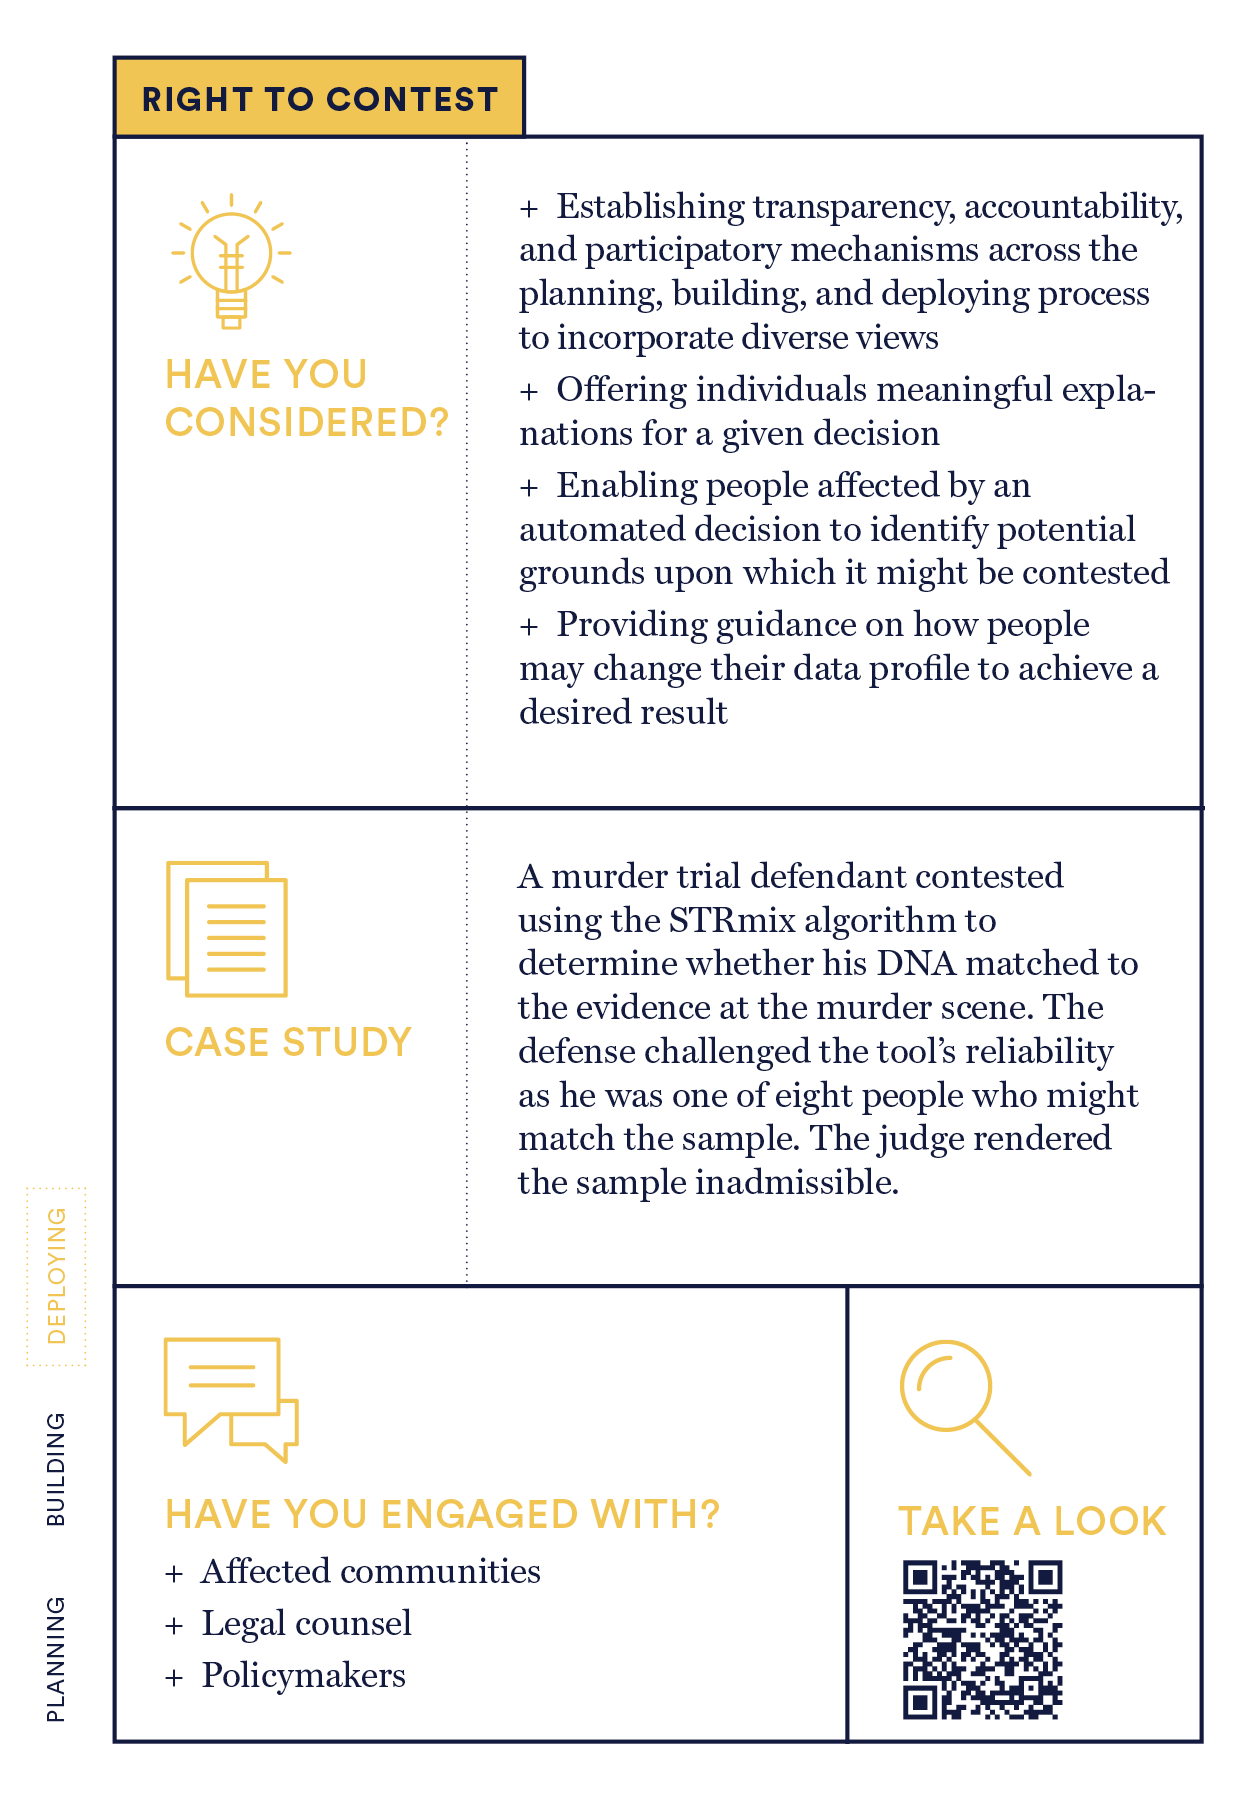 RIGHT TO CONTEST
HAVE YOU
CONSIDERED?
+ Establishing transparency, accountability,
and participatory mechanisms across the
planning, building, and deploying process
to incorporate diverse views
+ Offering individuals meaningful expla-
nations for a given decision
+ Enabling people affected by an
automated decision to identify potential
grounds upon which it might be contested
+ Providing guidance on how people
may change their data profile to achieve a
desired result
CASE STUDY
A murder trial defendant contested
using the STRmix algorithm to
determine whether his DNA matched to
the evidence at the murder scene. The
defense challenged the tool’s reliability
as he was one of eight people who might
match the sample. The judge rendered
the sample inadmissible.
HAVE YOU ENGAGED WITH?
+ Affected communities
+ Legal counsel
+ Policymakers
TAKE A LOOK
DEPLOYING
BUILDING
PLANNING